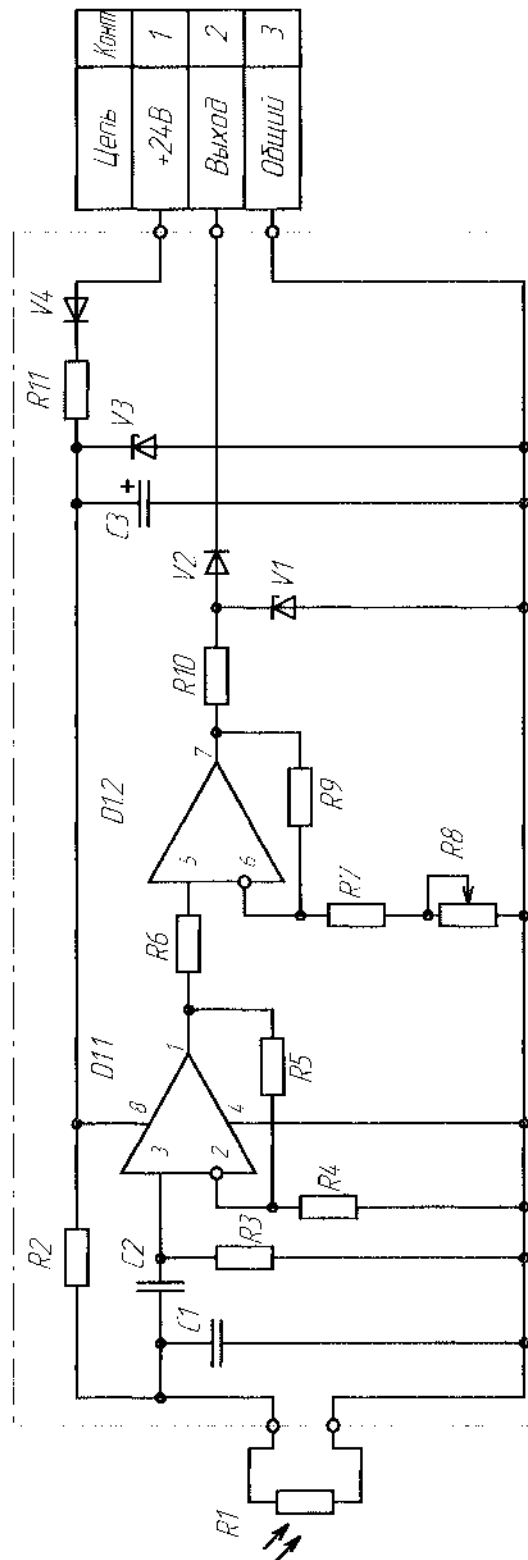 Цепь Конт
+24В 1
Выход 2
Общий 3
V4
R11
V3
+
C3
V2
V1
R10
7
D1.2
5
6
R9
R7
R8
R6
D1.1
1
8
3
2
4
R5
R4
R2
C2
R3
C1
R1